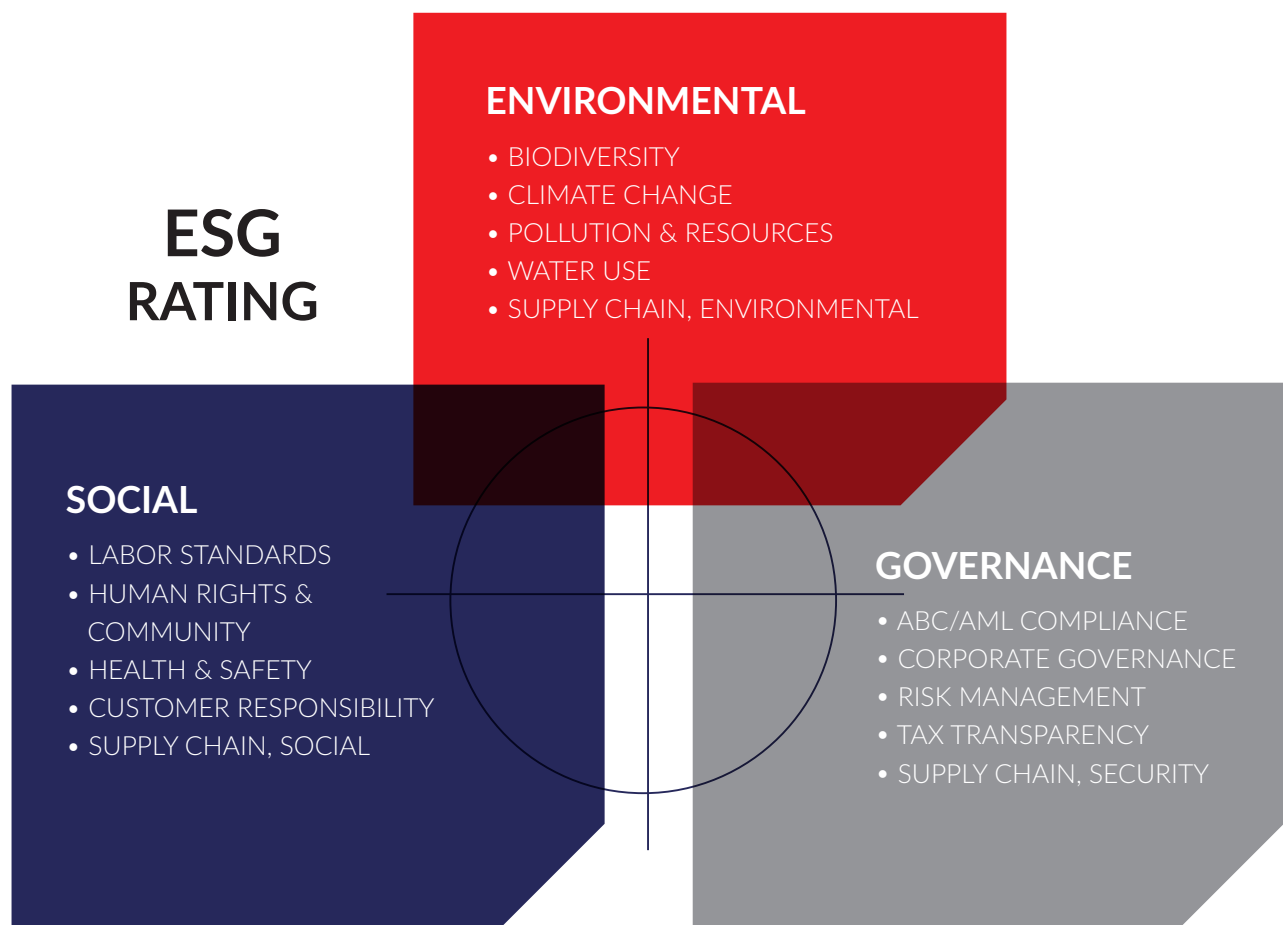 ESG
RATING
ENVIRONMENTAL
• BIODIVERSITY
• CLIMATE CHANGE
• POLLUTION & RESOURCES
• WATER USE
• SUPPLY CHAIN, ENVIRONMENTAL
SOCIAL
• LABOR STANDARDS
• HUMAN RIGHTS &
COMMUNITY
• HEALTH & SAFETY
• CUSTOMER RESPONSIBILITY
• SUPPLY CHAIN, SOCIAL
GOVERNANCE
• ABC/AML COMPLIANCE
• CORPORATE GOVERNANCE
• RISK MANAGEMENT
• TAX TRANSPARENCY
• SUPPLY CHAIN, SECURITY